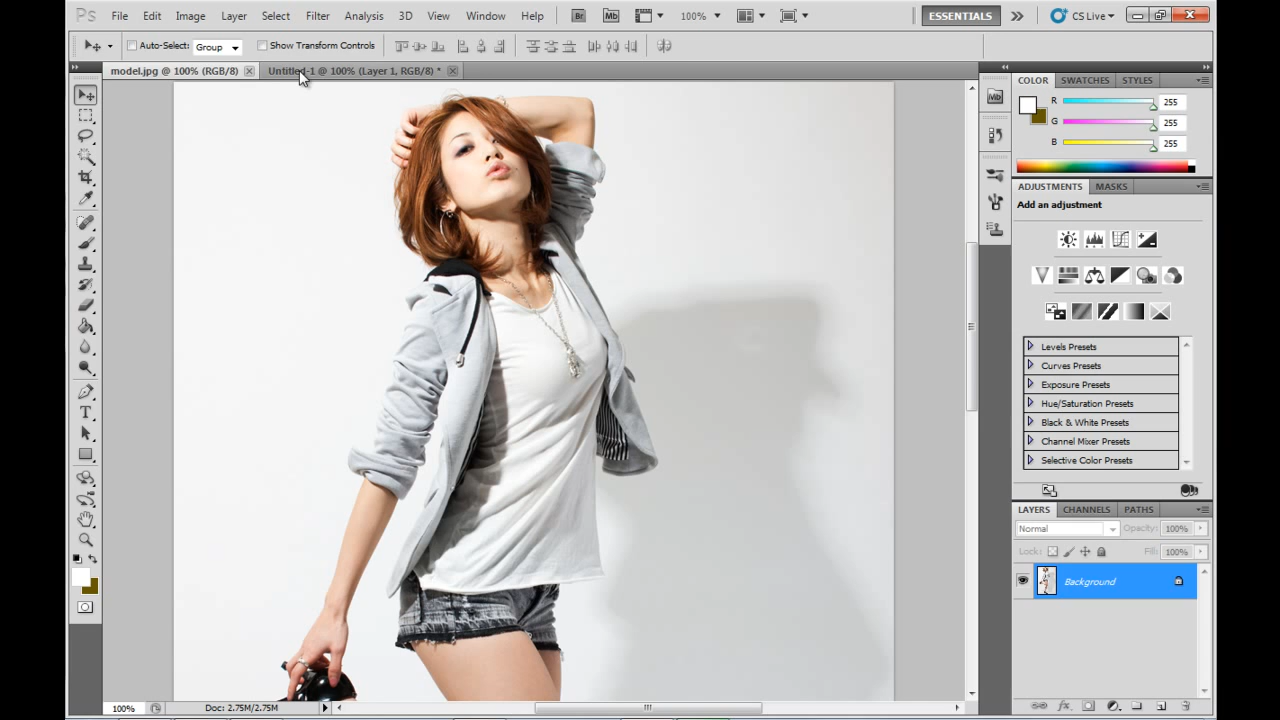 Ps File Edit Image Layer Select Filter Analysis 3D View Window Help Br Mb 100% ESSENTIALS CS Live
Auto-Select: Group Show Transform Controls
model.jpg @ 100% (RGB/8) Untitled-1 @ 100% (Layer 1, RGB/8) *
COLOR SWATCHES STYLES
R 255
G 255
B 255
ADJUSTMENTS MASKS
Add an adjustment
Levels Presets
Curves Presets
Exposure Presets
Hue/Saturation Presets
Black & White Presets
Channel Mixer Presets
Selective Color Presets
LAYERS CHANNELS PATHS
Normal Opacity: 100%
Lock: Fill: 100%
Background
100% Doc: 2.75M/2.75M